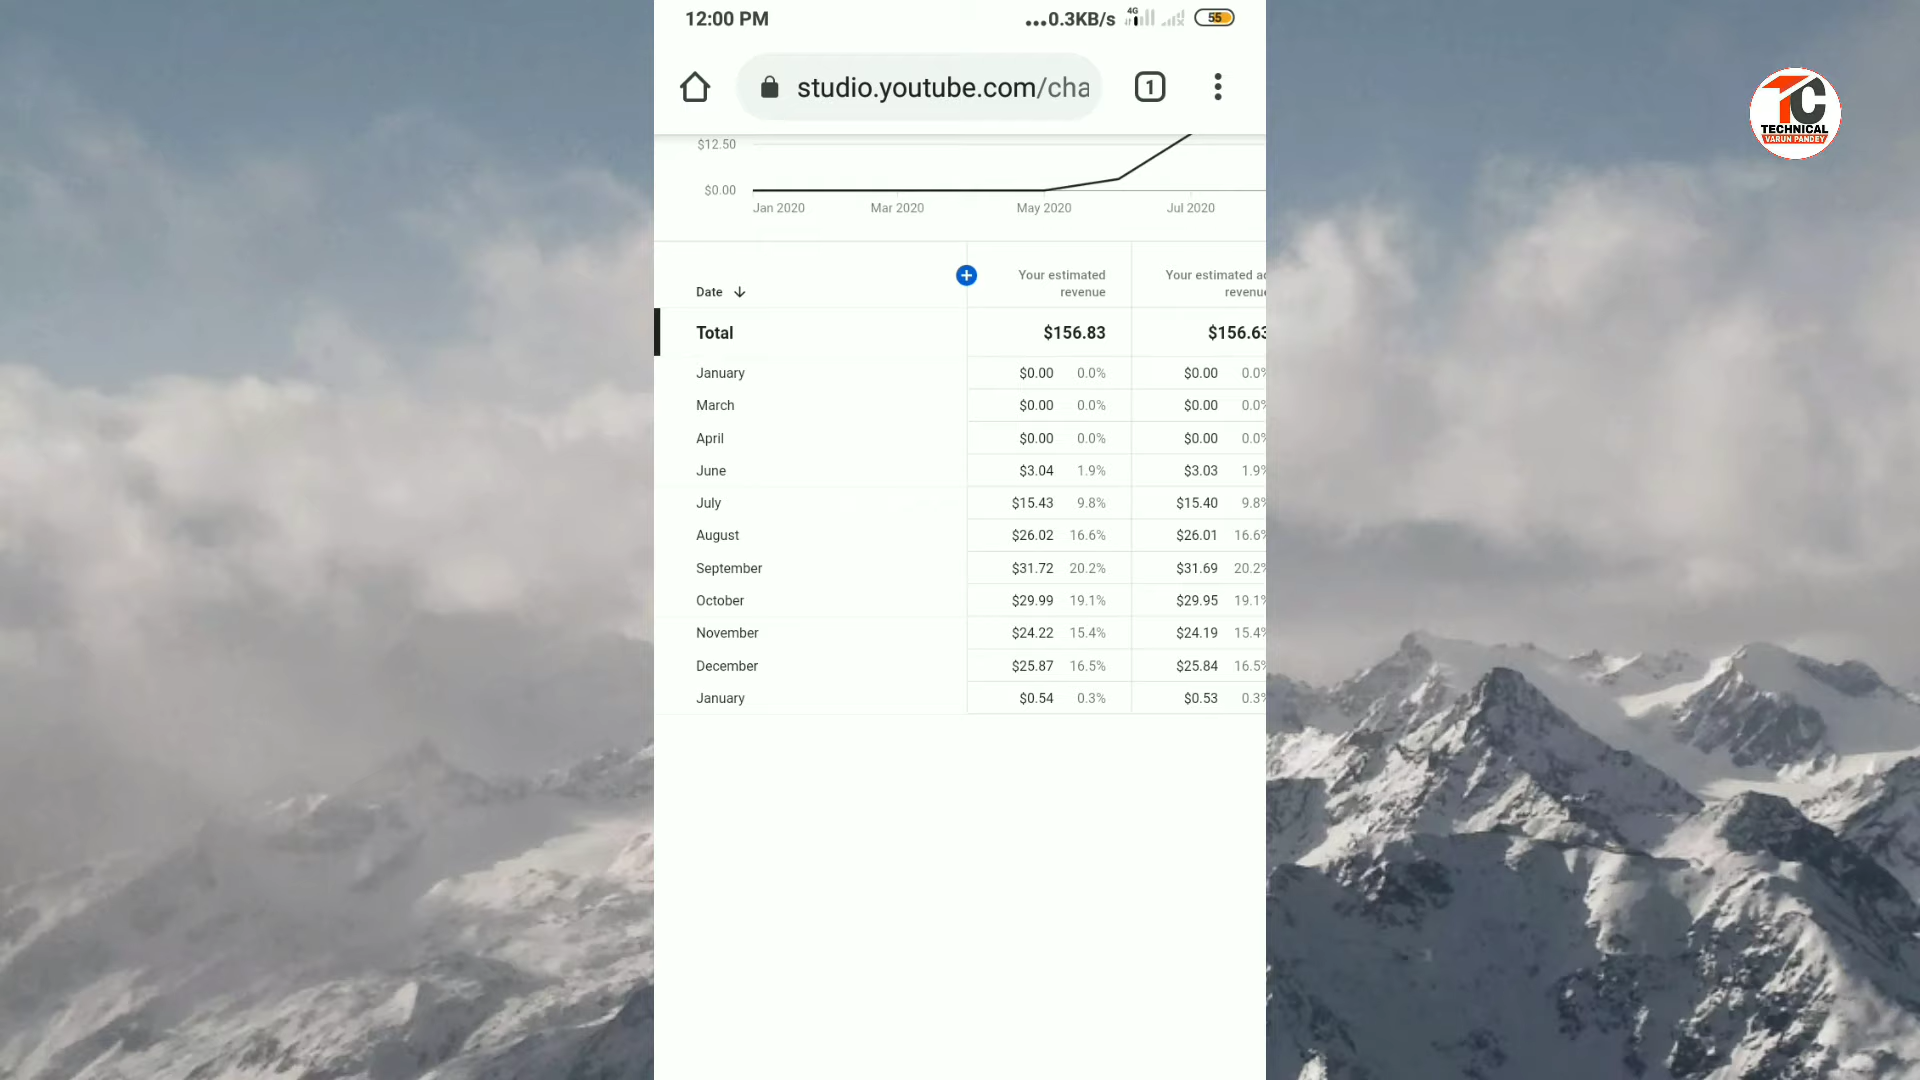 12:00 PM
...0.3KB/s
4G
55
studio.youtube.com/cha
1
TC
TECHNICAL
VARUN PANDEY
$12.50
$0.00
Jan 2020 Mar 2020 May 2020 Jul 2020
Your estimated Your estimated ad
Date revenue revenue
Total $156.83 $156.63
January $0.00 0.0% $0.00 0.0%
March $0.00 0.0% $0.00 0.0%
April $0.00 0.0% $0.00 0.0%
June $3.04 1.9% $3.03 1.9%
July $15.43 9.8% $15.40 9.8%
August $26.02 16.6% $26.01 16.6%
September $31.72 20.2% $31.69 20.2%
October $29.99 19.1% $29.95 19.1%
November $24.22 15.4% $24.19 15.4%
December $25.87 16.5% $25.84 16.5%
January $0.54 0.3% $0.53 0.3%